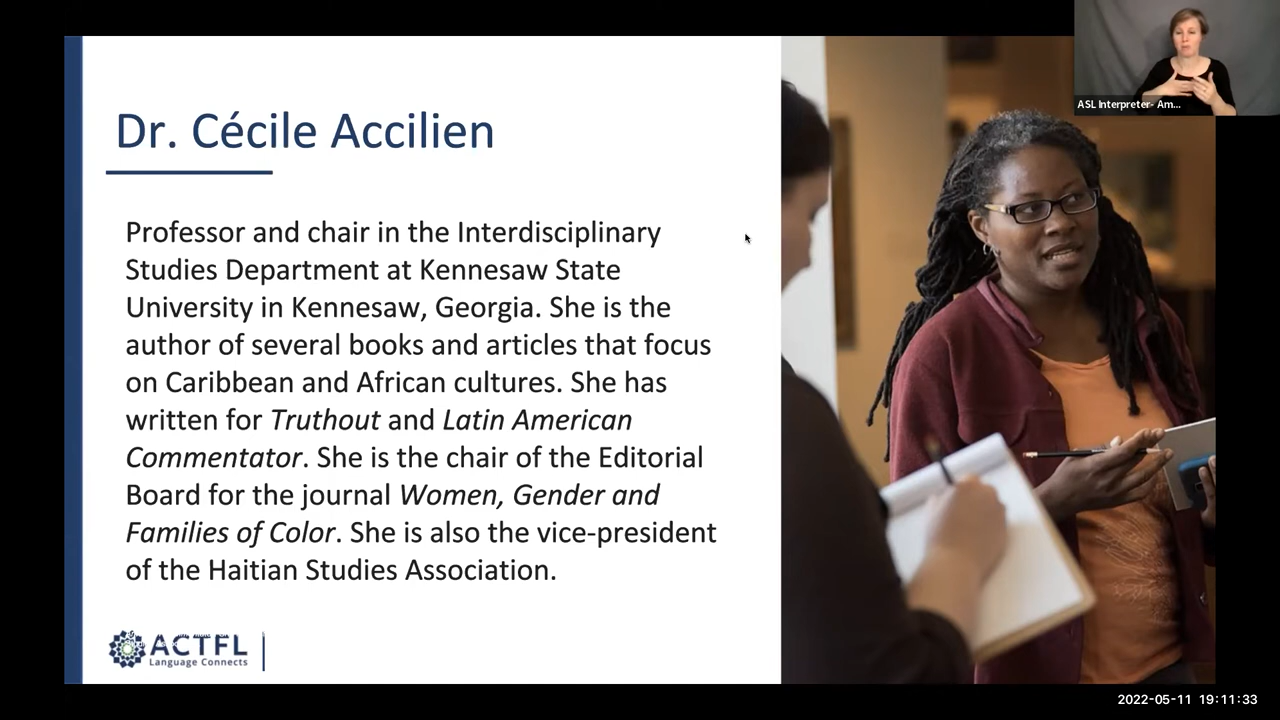 ASL Interpreter- Am...
Dr. Cécile Accilien
Professor and chair in the Interdisciplinary
Studies Department at Kennesaw State
University in Kennesaw, Georgia. She is the
author of several books and articles that focus
on Caribbean and African cultures. She has
written for Truthout and Latin American
Commentator. She is the chair of the Editorial
Board for the journal Women, Gender and
Families of Color. She is also the vice-president
of the Haitian Studies Association.
ACTFL
Language Connects
2022-05-11 19:11:33